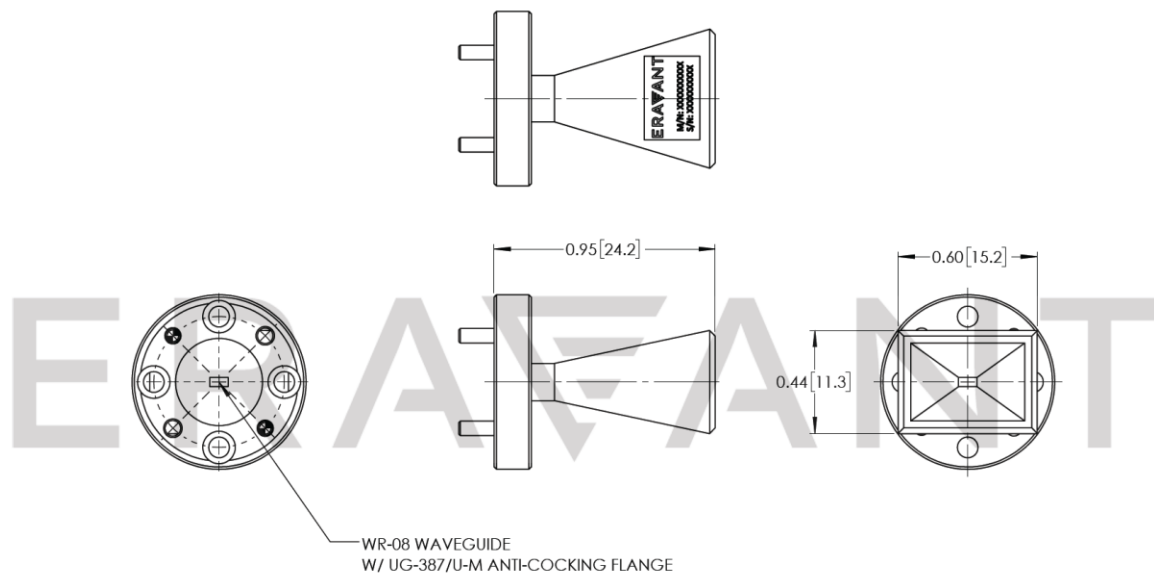 ERAVANT
M/N: XXXXXXXXX
S/N: XXXXXXXXX
0.95[24.2]
0.60[15.2]
0.44[11.3]
ERAVANT
WR-08 WAVEGUIDE
W/ UG-387/U-M ANTI-COCKING FLANGE